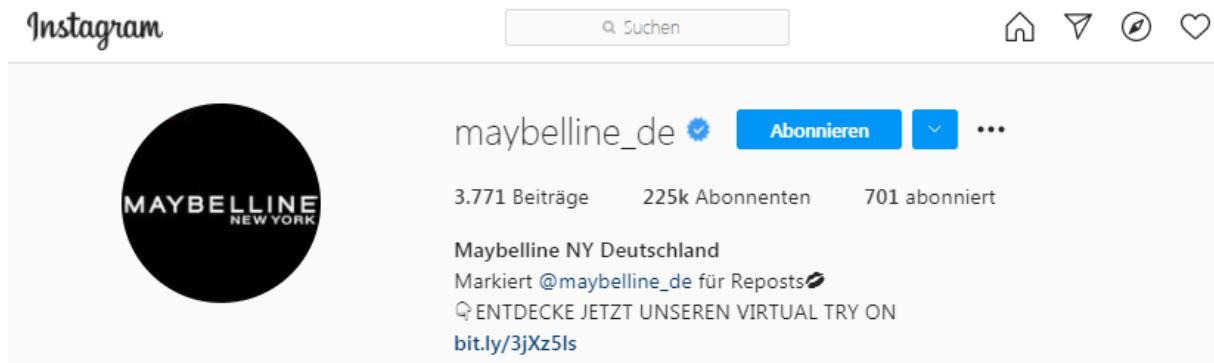 Instagram
Suchen
MAYBELLINE
NEW YORK
maybelline_de Abonnieren
3.771 Beiträge 225k Abonnenten 701 abonniert
Maybelline NY Deutschland
Markiert @maybelline_de für Reposts💋
👇ENTDECKE JETZT UNSEREN VIRTUAL TRY ON
bit.ly/3jXz5ls